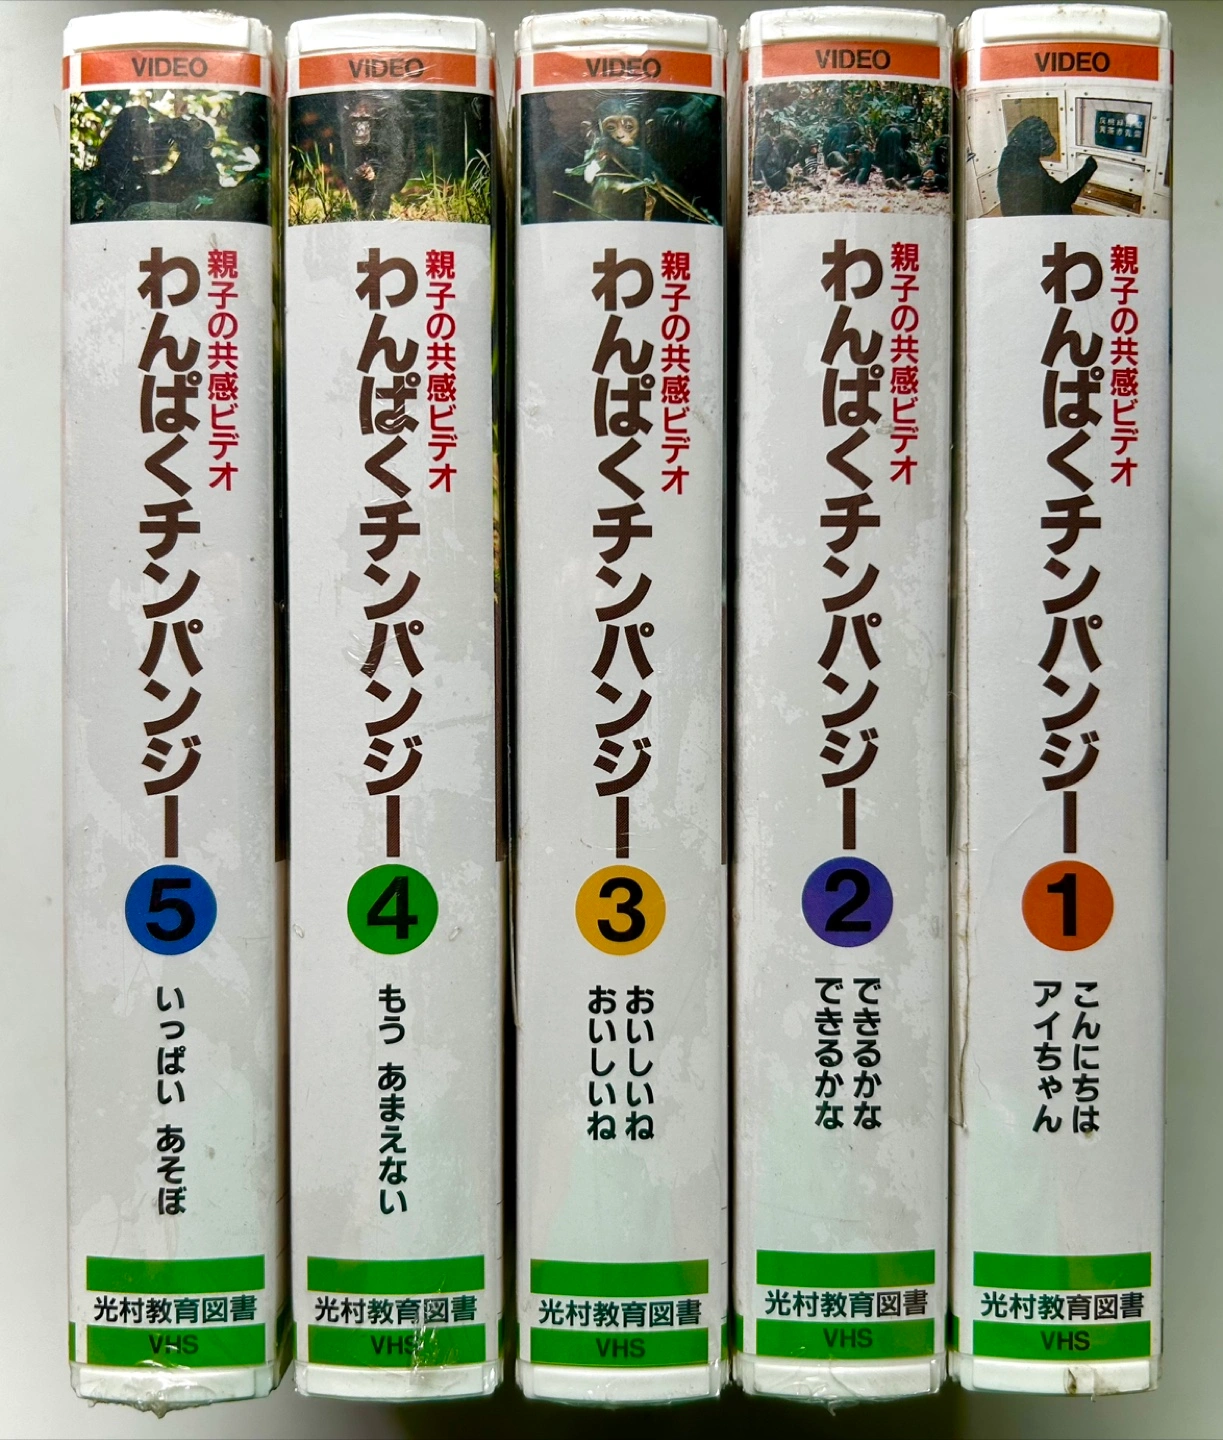 VIDEO
親子の共感ビデオ
わんぱくチンパンジー
5
いっぱい あそぼ
光村教育図書
VHS
VIDEO
親子の共感ビデオ
わんぱくチンパンジー
4
もう あまえない
光村教育図書
VHS
VIDEO
親子の共感ビデオ
わんぱくチンパンジー
3
おいしいね
おいしいね
光村教育図書
VHS
VIDEO
親子の共感ビデオ
わんぱくチンパンジー
2
できるかな
できるかな
光村教育図書
VHS
VIDEO
親子の共感ビデオ
わんぱくチンパンジー
1
こんにちは
アイちゃん
光村教育図書
VHS